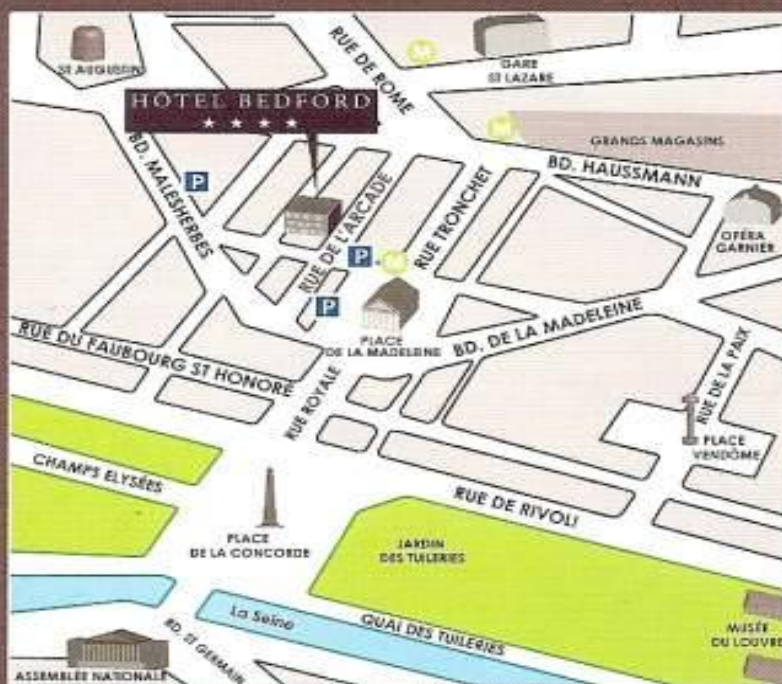 RUE DE ROME
M
GARE
ST LAZARE
ST AUGUSTIN
HÔTEL BEDFORD
★ ★ ★ ★
M
GRANDS MAGASINS
BD. HAUSSMANN
BD. MALESHERBES
P
RUE DE L'ARCADE
RUE TRONCHET
OPÉRA
GARNIER
P
M
P
PLACE
DE LA MADELEINE
BD. DE LA MADELEINE
RUE DU FAUBOURG ST HONORÉ
RUE ROYALE
RUE DE LA PAIX
PLACE
VENDÔME
CHAMPS ELYSÉES
RUE DE RIVOLI
PLACE
DE LA CONCORDE
JARDIN
DES TUILERIES
La Seine
QUAI DES TUILERIES
MUSÉE
DU LOUVRE
BD. ST GERMAIN
ASSEMBLÉE NATIONALE